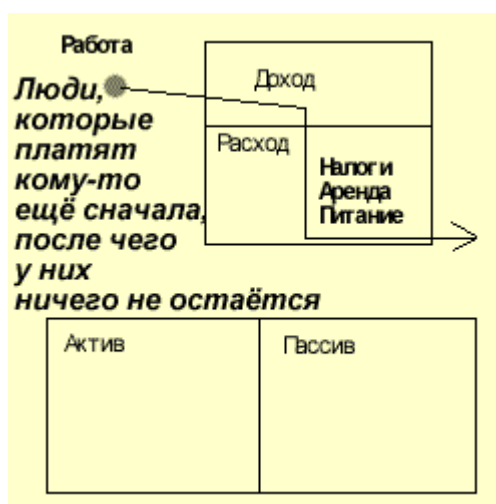 Работа
Люди,
которые
платят
кому-то
ещё сначала,
после чего
у них
ничего не остаётся
Доход
Расход
Налоги
Аренда
Питание
Актив
Пассив